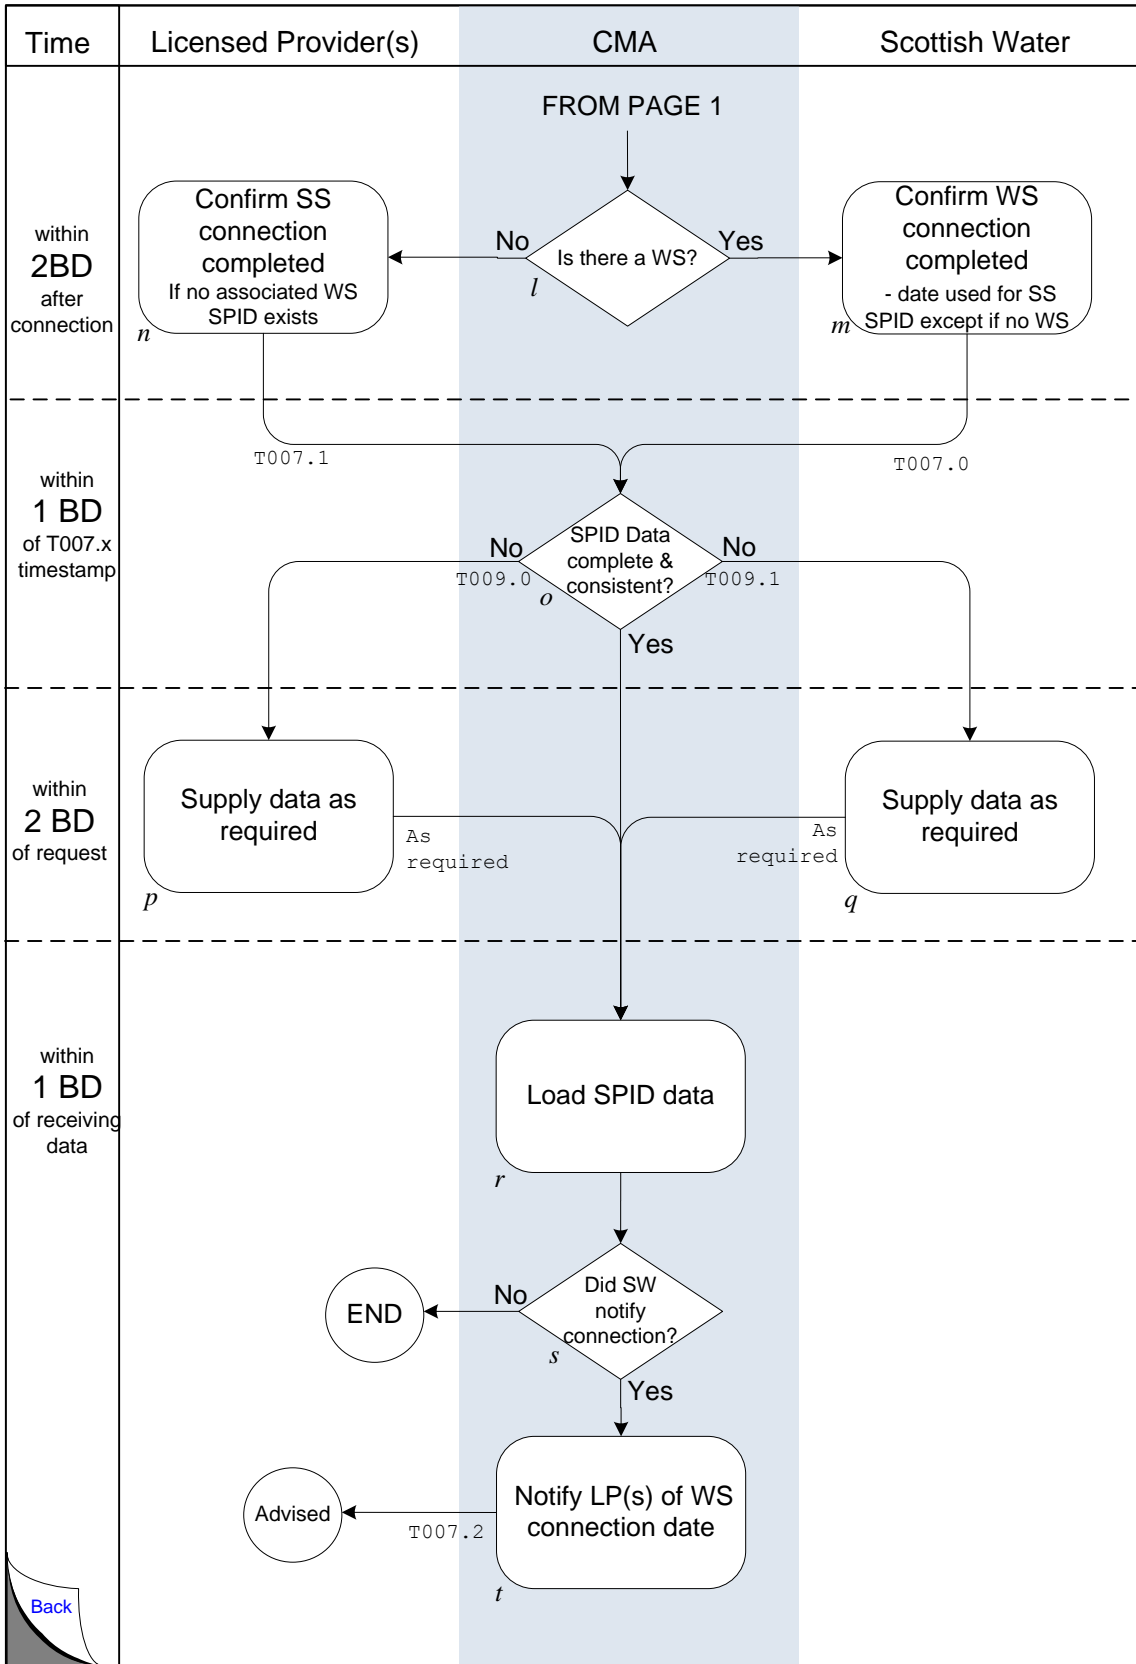 Time
Licensed Provider(s)
CMA
Scottish Water
FROM PAGE 1
within
2BD
after
connection
Confirm SS
connection
completed
If no associated WS
SPID exists
n
No
Is there a WS?
Yes
l
Confirm WS
connection
completed
- date used for SS
SPID except if no WS
m
T007.1
T007.0
within
1 BD
of T007.x
timestamp
No
T009.0
SPID Data
complete &
consistent?
o
No
T009.1
Yes
within
2 BD
of request
Supply data as
required
p
As
required
As
required
Supply data as
required
q
within
1 BD
of receiving
data
Load SPID data
r
END
No
Did SW
notify
connection?
s
Yes
Advised
T007.2
Notify LP(s) of WS
connection date
t
Back